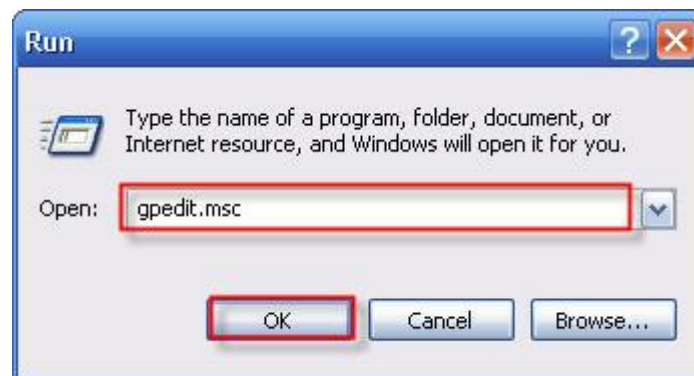 Run
Type the name of a program, folder, document, or
Internet resource, and Windows will open it for you.
Open: gpedit.msc
OK Cancel Browse...